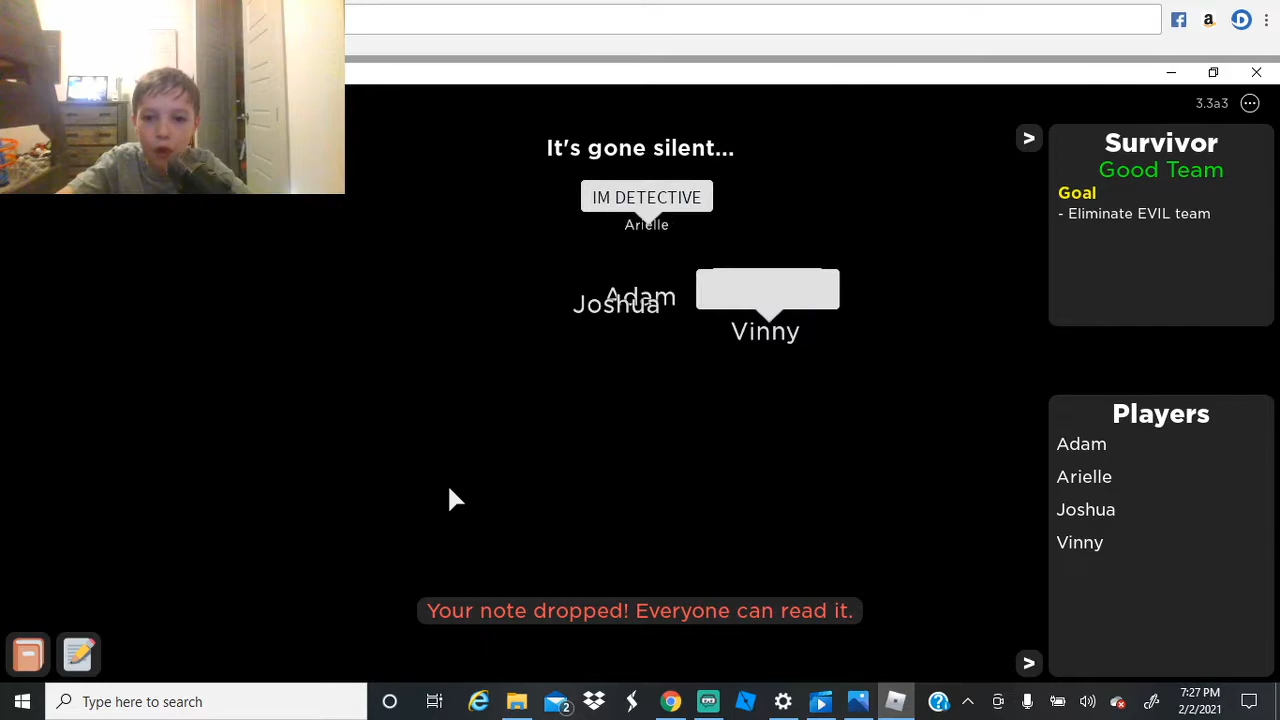 3.3a3
It's gone silent...
IM DETECTIVE
Arielle
Adam
Joshua
Vinny
Your note dropped! Everyone can read it.
>
Survivor
Good Team
Goal
- Eliminate EVIL team
Players
Adam
Arielle
Joshua
Vinny
>
Type here to search
2
7:27 PM
2/2/2021